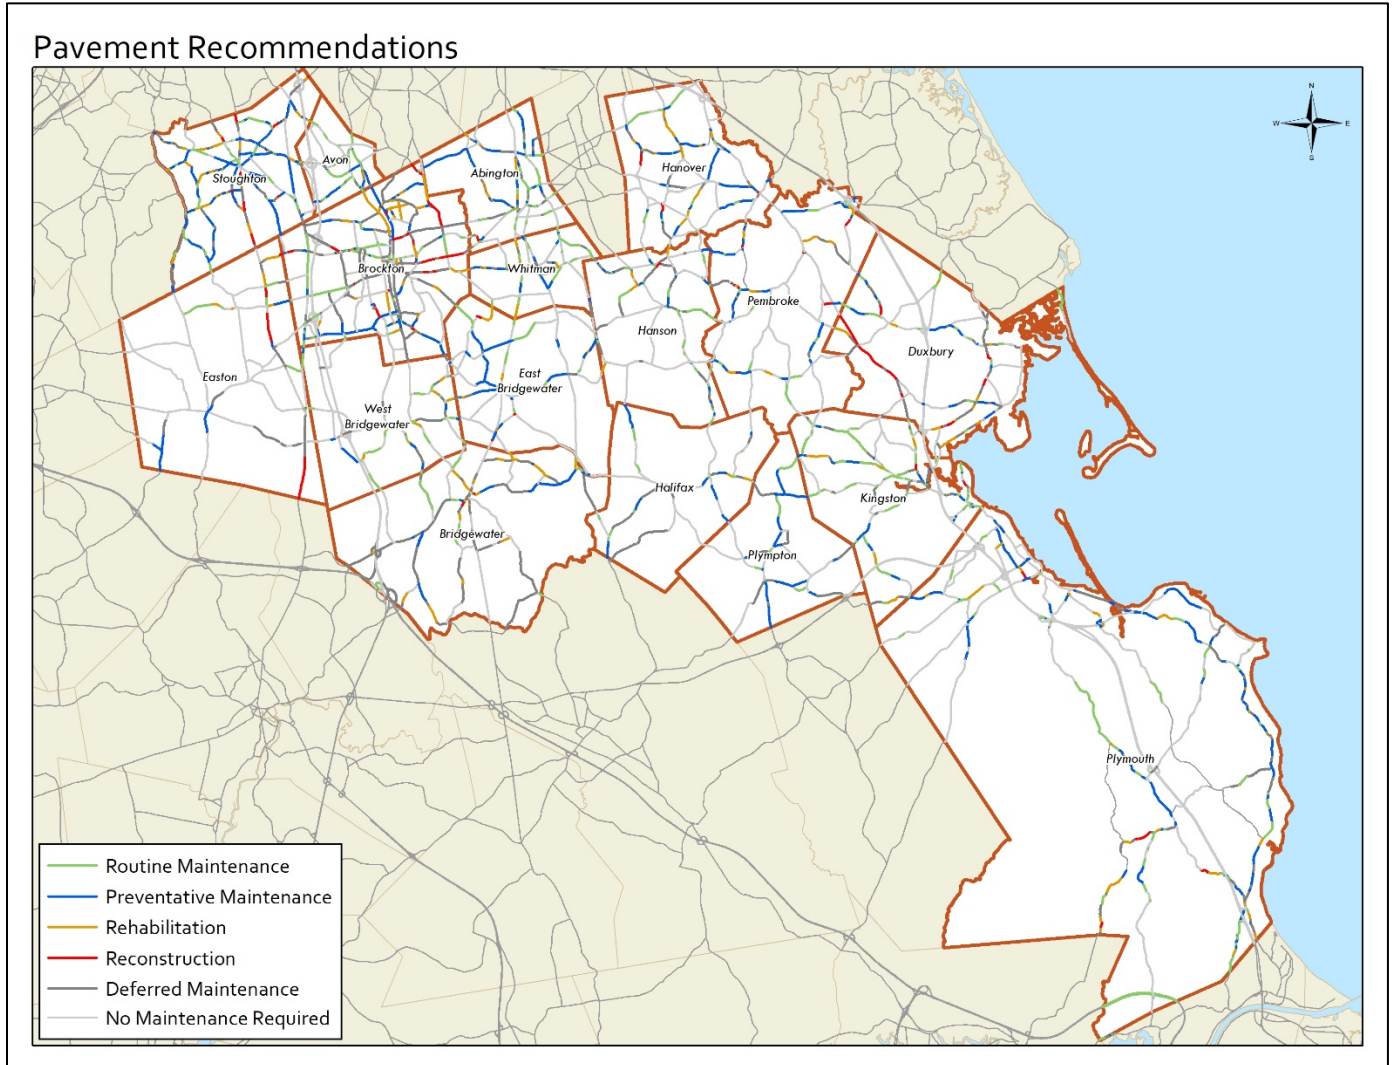 Pavement Recommendations
N
W E
S
Avon
Stoughton
Abington
Hanover
Brockton
Whitman
Pembroke
Hanson
Duxbury
Easton
East
Bridgewater
West
Bridgewater
Halifax
Kingston
Bridgewater
Plympton
Plymouth
Routine Maintenance
Preventative Maintenance
Rehabilitation
Reconstruction
Deferred Maintenance
No Maintenance Required